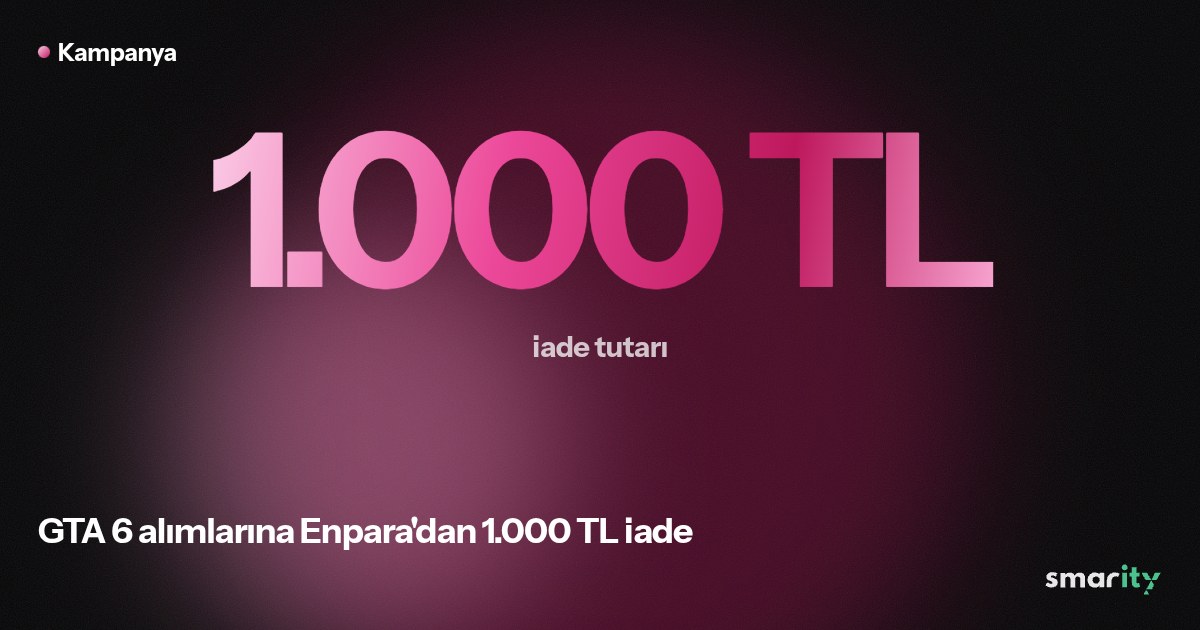 Kampanya
1.000 TL
iade tutarı
GTA 6 alımlarına Enpara'dan 1.000 TL iade
smarity